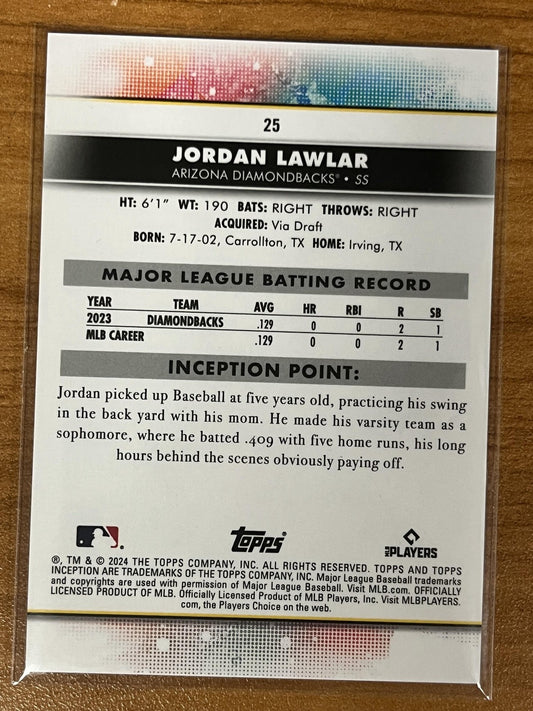 25
JORDAN LAWLAR
ARIZONA DIAMONDBACKS® • SS
HT: 6'1" WT: 190 BATS: RIGHT THROWS: RIGHT
ACQUIRED: Via Draft
BORN: 7-17-02, Carrollton, TX HOME: Irving, TX
MAJOR LEAGUE BATTING RECORD
YEAR TEAM AVG HR RBI R SB
2023 DIAMONDBACKS .129 0 0 2 1
MLB CAREER .129 0 0 2 1
INCEPTION POINT:
Jordan picked up Baseball at five years old, practicing his swing
in the back yard with his mom. He made his varsity team as a
sophomore, where he batted .409 with five home runs, his long
hours behind the scenes obviously paying off.
TOPPS
MLB PLAYERS
®, TM & © 2024 THE TOPPS COMPANY, INC. ALL RIGHTS RESERVED. TOPPS AND TOPPS
INCEPTION ARE TRADEMARKS OF THE TOPPS COMPANY, INC. Major League Baseball trademarks
and copyrights are used with permission of Major League Baseball. Visit MLB.com. OFFICIALLY
LICENSED PRODUCT OF MLB. Officially Licensed Product of MLB Players, Inc. Visit MLBPLAYERS.
com, the Players Choice on the web.